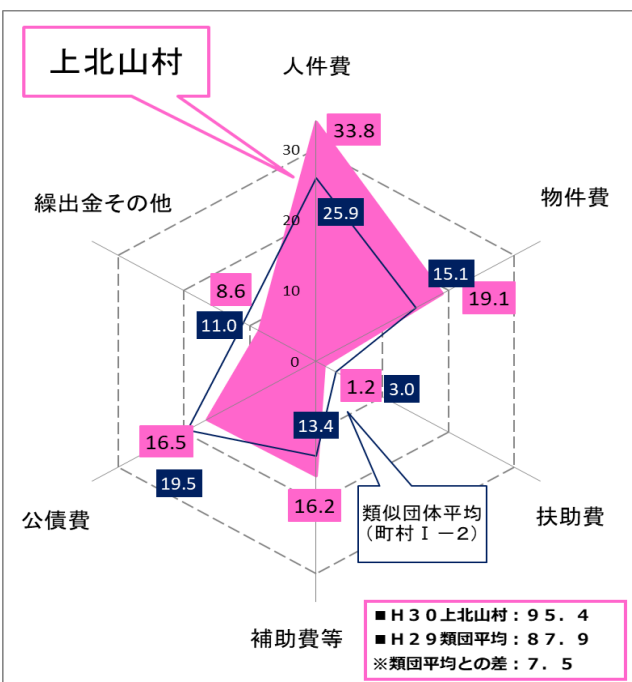 上北山村
人件費
33.8
30
繰出金その他
物件費
20
25.9
15.1
19.1
8.6
10
11.0
0
1.2
3.0
13.4
16.5
19.5
16.2
類似団体平均
(町村Ⅰ－2)
公債費
扶助費
補助費等
■H30上北山村：95.4
■H29類団平均：87.9
※類団平均との差：7.5